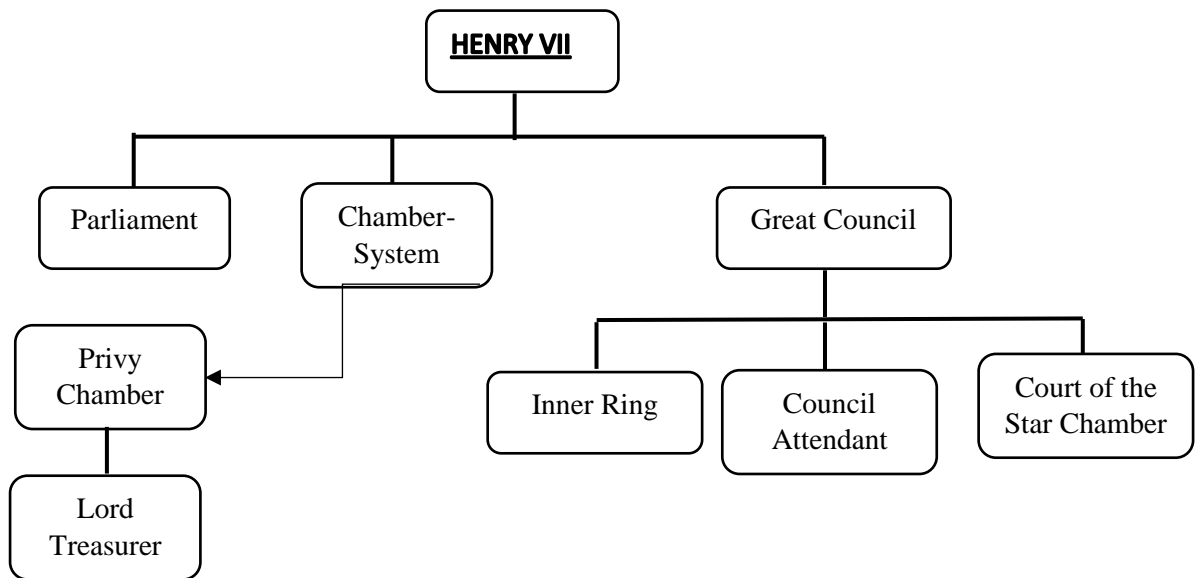 HENRY VII
Parliament
Chamber-
System
Great Council
Privy
Chamber
Inner Ring
Council
Attendant
Court of the
Star Chamber
Lord
Treasurer